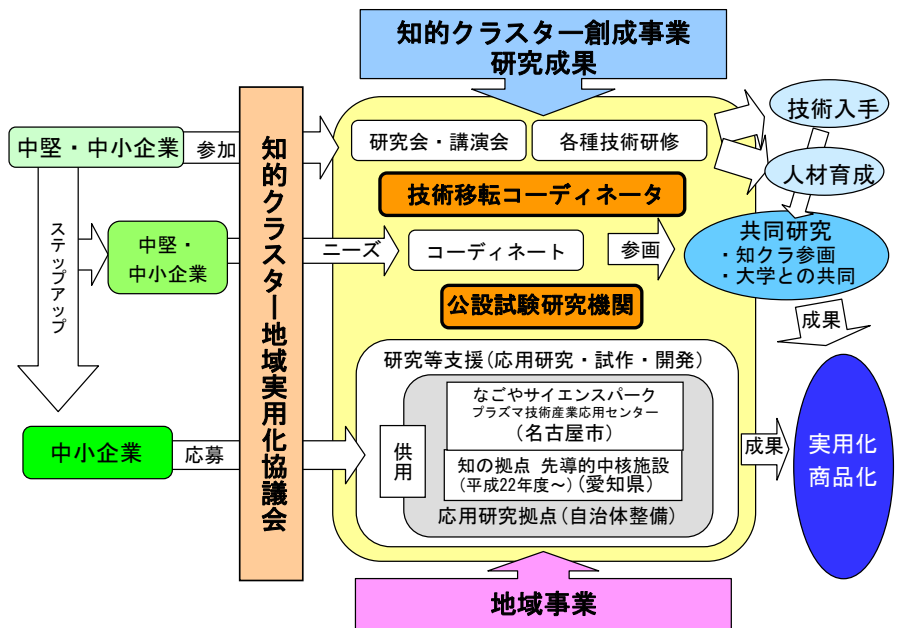 知的クラスター創成事業
研究成果
中堅・中小企業
参加
ステップアップ
中堅・
中小企業
中小企業
応募
知的クラスター地域実用化協議会
研究会・講演会
各種技術研修
技術移転コーディネータ
ニーズ
コーディネート
参画
公設試験研究機関
研究等支援(応用研究・試作・開発)
供用
なごやサイエンスパーク
プラズマ技術産業応用センター
(名古屋市)
知の拠点 先導的中核施設
(平成22年度~)(愛知県)
応用研究拠点(自治体整備)
技術入手
人材育成
共同研究
・知クラ参画
・大学との共同
成果
成果
実用化
商品化
地域事業